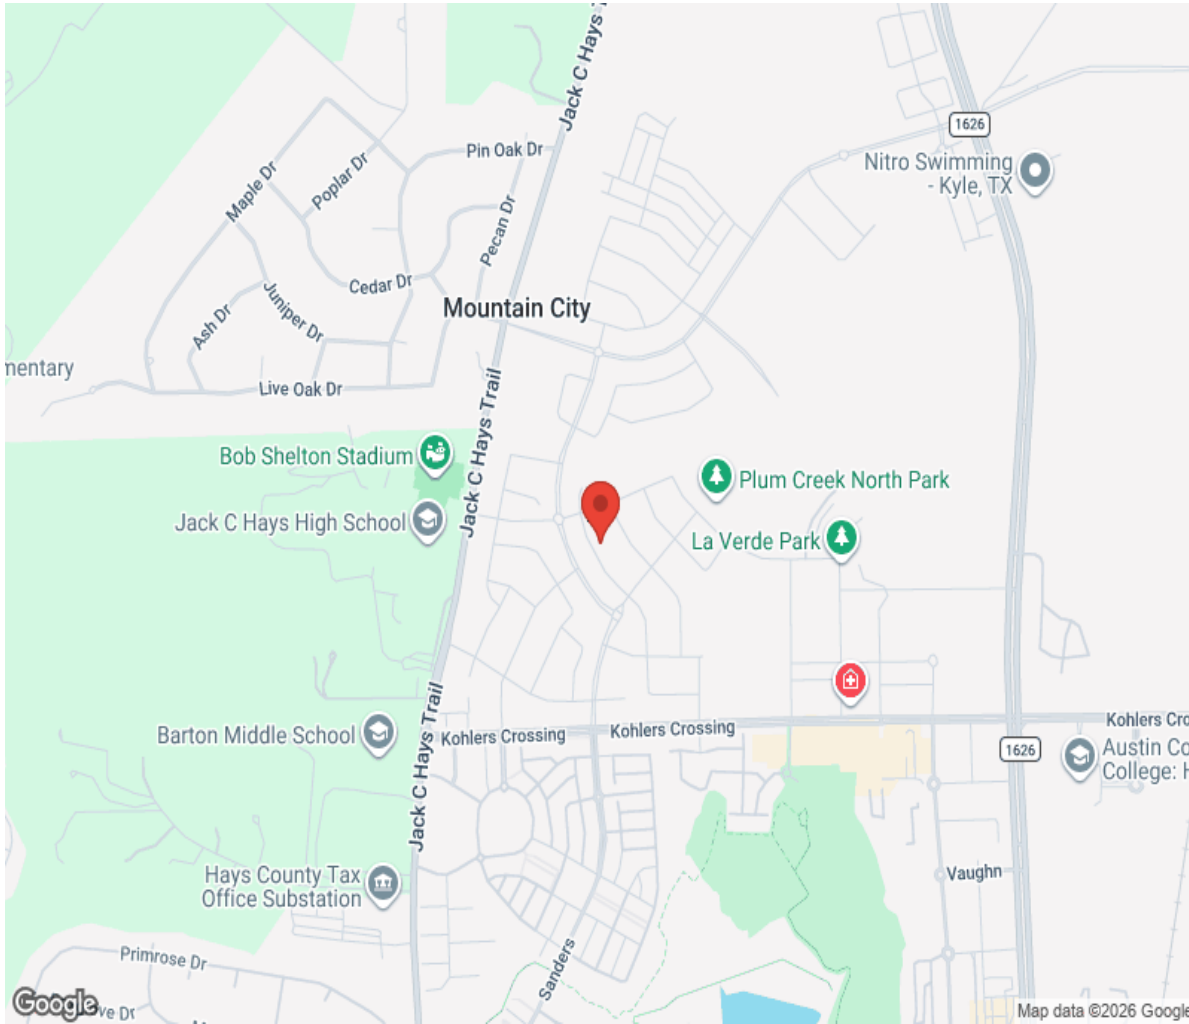 Jack C Hays T
1626
Pin Oak Dr
Nitro Swimming
- Kyle, TX
Poplar Dr
Maple Dr
Pecan Dr
Cedar Dr
Juniper Dr
Ash Dr
Mountain City
mentary
Live Oak Dr
Jack C Hays Trail
Bob Shelton Stadium
Plum Creek North Park
Jack C Hays High School
La Verde Park
Jack C Hays Trail
Barton Middle School
Kohlers Crossing
Kohlers Crossing
Kohlers Cro
1626
Austin Co
College: H
Hays County Tax
Office Substation
Vaughn
Primrose Dr
Sanders
Google
ve Dr
Map data ©2026 Google